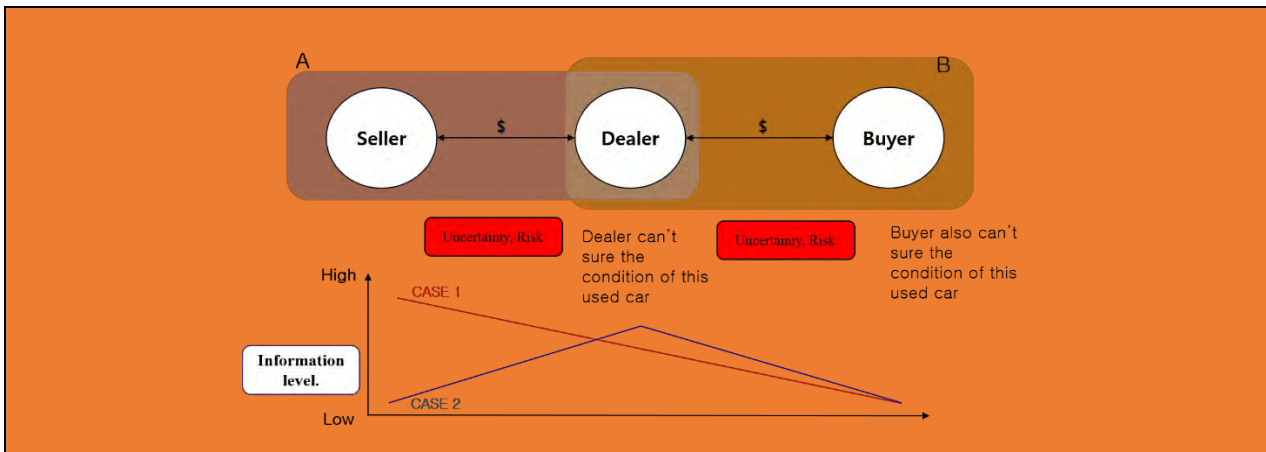 A
B
Seller
$
Dealer
$
Buyer
Uncertainty, Risk
Dealer can't
sure the
condition of this
used car
Uncertainty, Risk
Buyer also can't
sure the
condition of this
used car
High
CASE 1
Information
level.
CASE 2
Low